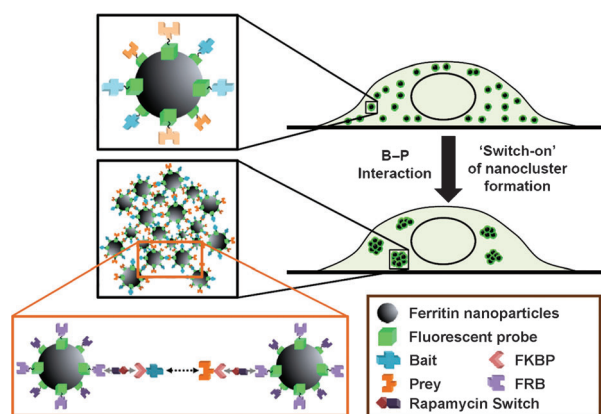 B–P
Interaction
'Switch-on'
of nanocluster
formation
Ferritin nanoparticles
Fluorescent probe
Bait
FKBP
Prey
FRB
Rapamycin Switch